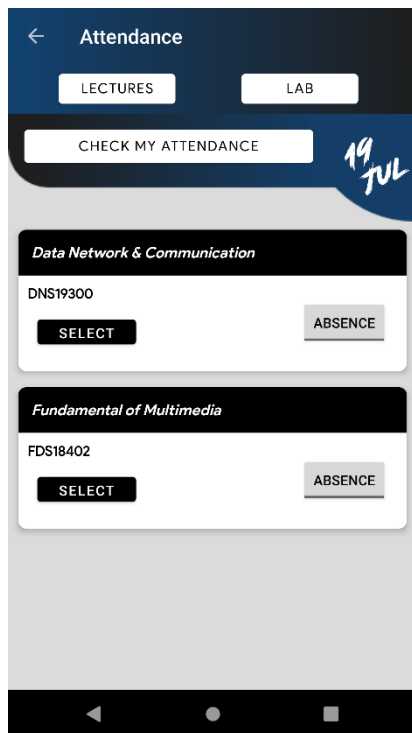 Attendance
LECTURES LAB
CHECK MY ATTENDANCE
19
JUL
Data Network & Communication
DNS19300
SELECT ABSENCE
Fundamental of Multimedia
FDS18402
SELECT ABSENCE